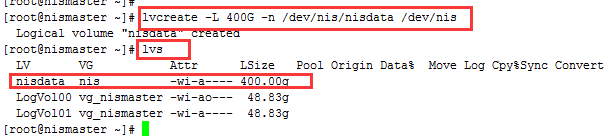 [root@nismaster ~]#
[root@nismaster ~]# lvcreate -L 400G -n /dev/nis/nisdata /dev/nis
  Logical volume "nisdata" created
[root@nismaster ~]# lvs
  LV       VG           Attr      LSize   Pool Origin Data%  Move Log Cpy%Sync Convert
  nisdata  nis          -wi-a---- 400.00g
  LogVol00 vg_nismaster -wi-ao---  48.83g
  LogVol01 vg_nismaster -wi-a----  48.83g
[root@nismaster ~]#